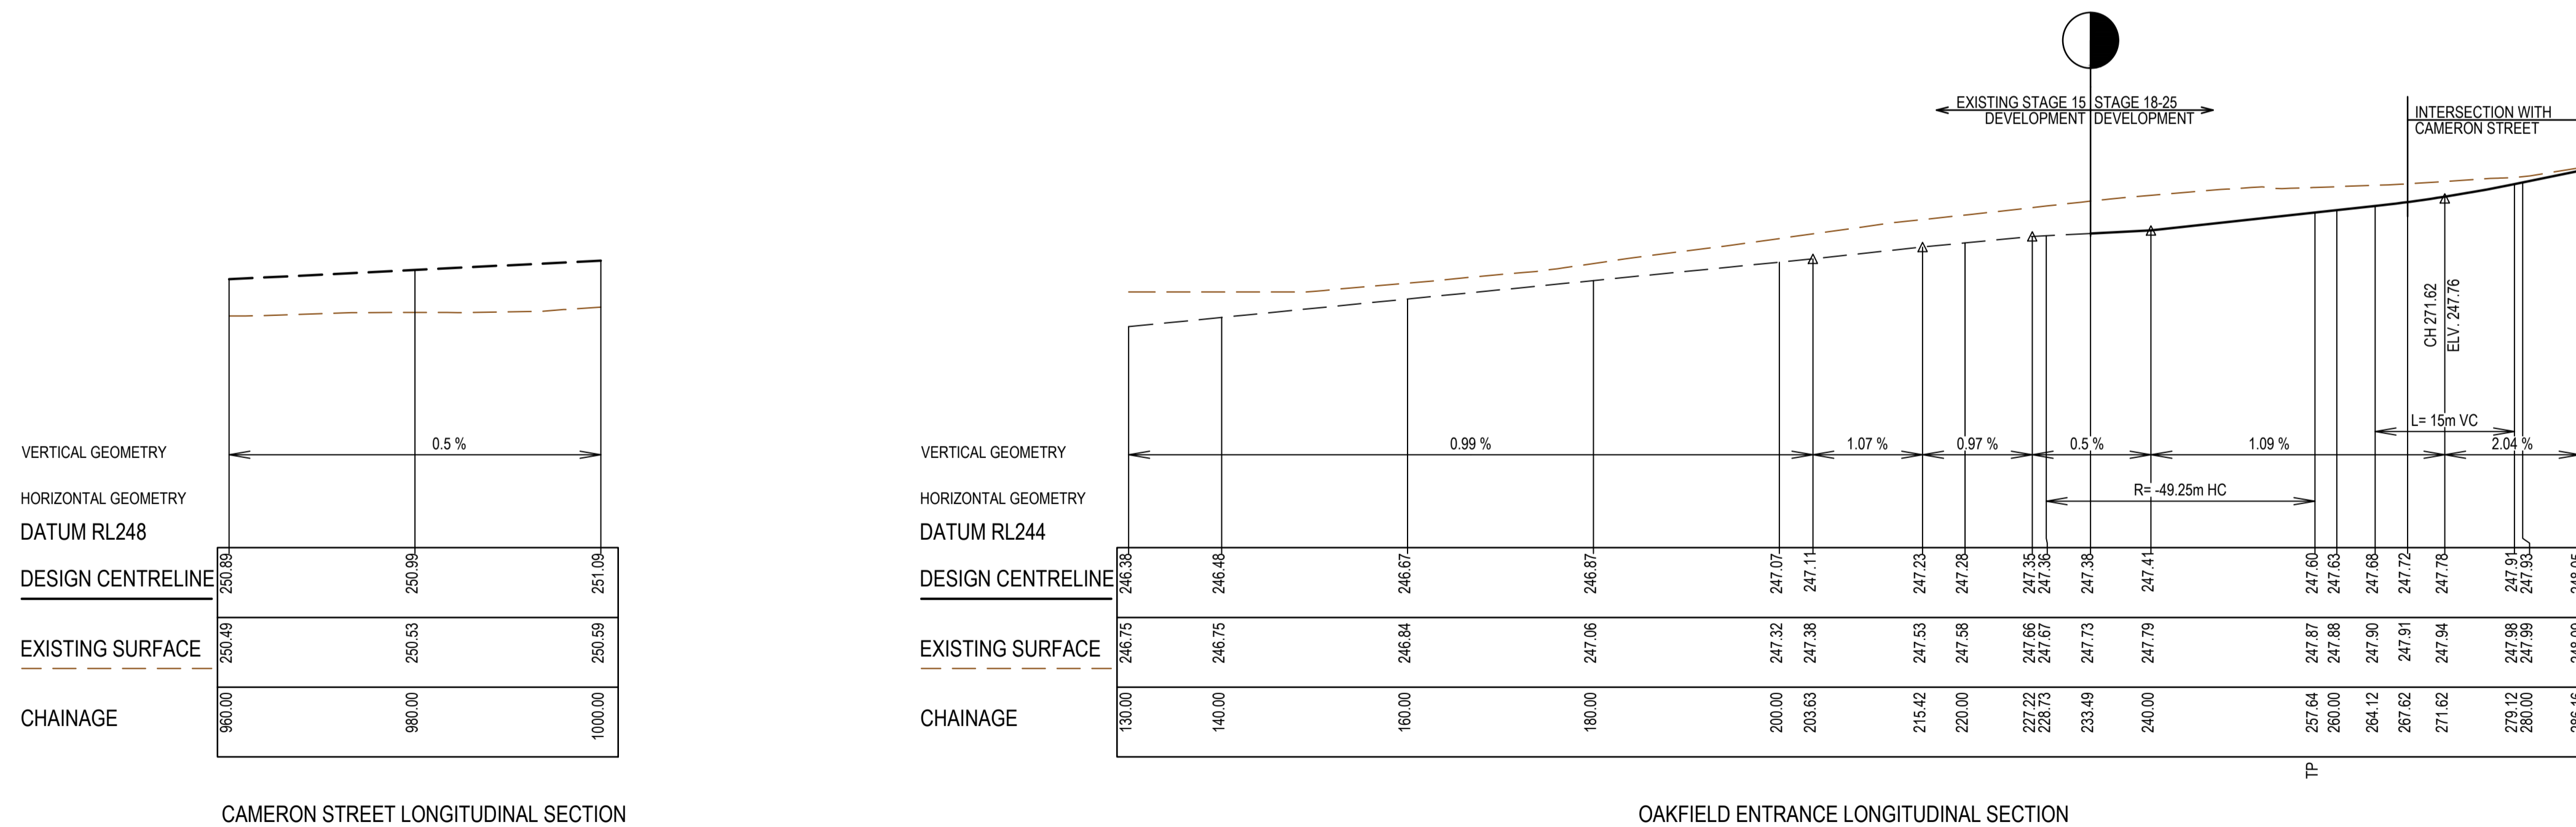 EXISTING STAGE 15 STAGE 18-25
DEVELOPMENT DEVELOPMENT
INTERSECTION WITH
CAMERON STREET
CH 271.62
ELV. 247.76
VERTICAL GEOMETRY
0.5 %
HORIZONTAL GEOMETRY
DATUM RL248
DESIGN CENTRELINE
250.89 250.99 251.09
EXISTING SURFACE
250.49 250.53 250.59
CHAINAGE
960.00 980.00 1000.00
CAMERON STREET LONGITUDINAL SECTION
L= 15m VC
VERTICAL GEOMETRY
0.99 % 1.07 % 0.97 % 0.5 % 1.09 % 2.04 %
HORIZONTAL GEOMETRY
R= -49.25m HC
DATUM RL244
DESIGN CENTRELINE
246.38 246.48 246.67 246.87 247.07 247.11 247.23 247.28 247.35 247.36 247.38 247.41 247.60 247.63 247.68 247.72 247.78 247.91 247.93
EXISTING SURFACE
246.75 246.75 246.84 247.06 247.32 247.38 247.53 247.58 247.66 247.67 247.73 247.79 247.87 247.88 247.90 247.91 247.94 247.98 247.99
CHAINAGE
130.00 140.00 160.00 180.00 200.00 203.63 215.42 220.00 227.22 228.73 233.49 240.00 257.64 260.00 264.12 267.62 271.62 279.12 280.00
TP
OAKFIELD ENTRANCE LONGITUDINAL SECTION